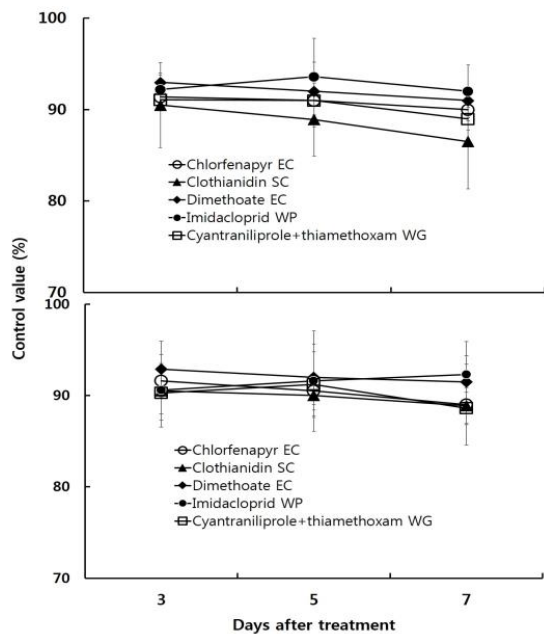 100
90
80
70
Chlorfenapyr EC
Clothianidin SC
Dimethoate EC
Imidacloprid WP
Cyantraniliprole+thiamethoxam WG
Control value (%)
100
90
80
70
Chlorfenapyr EC
Clothianidin SC
Dimethoate EC
Imidacloprid WP
Cyantraniliprole+thiamethoxam WG
3 5 7
Days after treatment